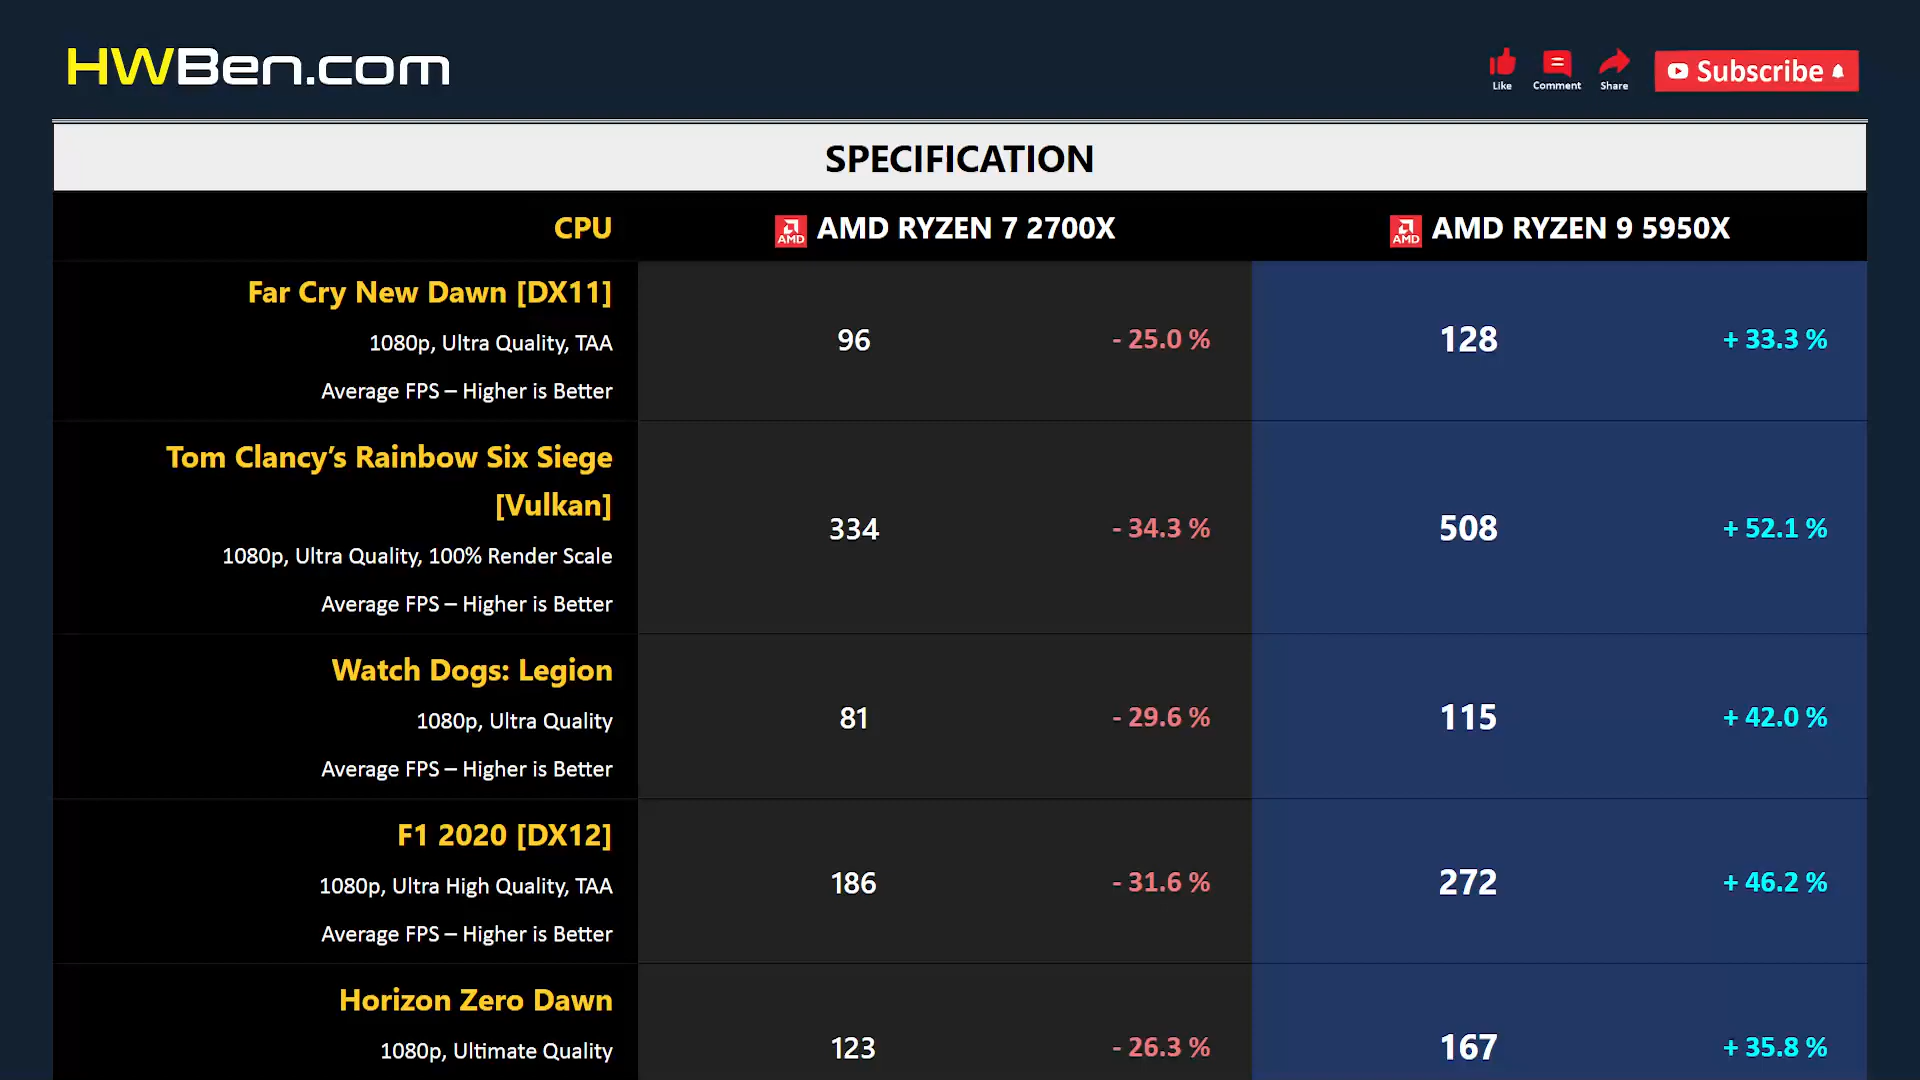 HWBen.com
Like Comment Share Subscribe
SPECIFICATION
CPU AMD AMD RYZEN 7 2700X AMD AMD RYZEN 9 5950X
Far Cry New Dawn [DX11]
1080p, Ultra Quality, TAA 96 - 25.0 % 128 + 33.3 %
Average FPS – Higher is Better
Tom Clancy’s Rainbow Six Siege
[Vulkan]
334 - 34.3 % 508 + 52.1 %
1080p, Ultra Quality, 100% Render Scale
Average FPS – Higher is Better
Watch Dogs: Legion
1080p, Ultra Quality 81 - 29.6 % 115 + 42.0 %
Average FPS – Higher is Better
F1 2020 [DX12]
1080p, Ultra High Quality, TAA 186 - 31.6 % 272 + 46.2 %
Average FPS – Higher is Better
Horizon Zero Dawn
1080p, Ultimate Quality 123 - 26.3 % 167 + 35.8 %